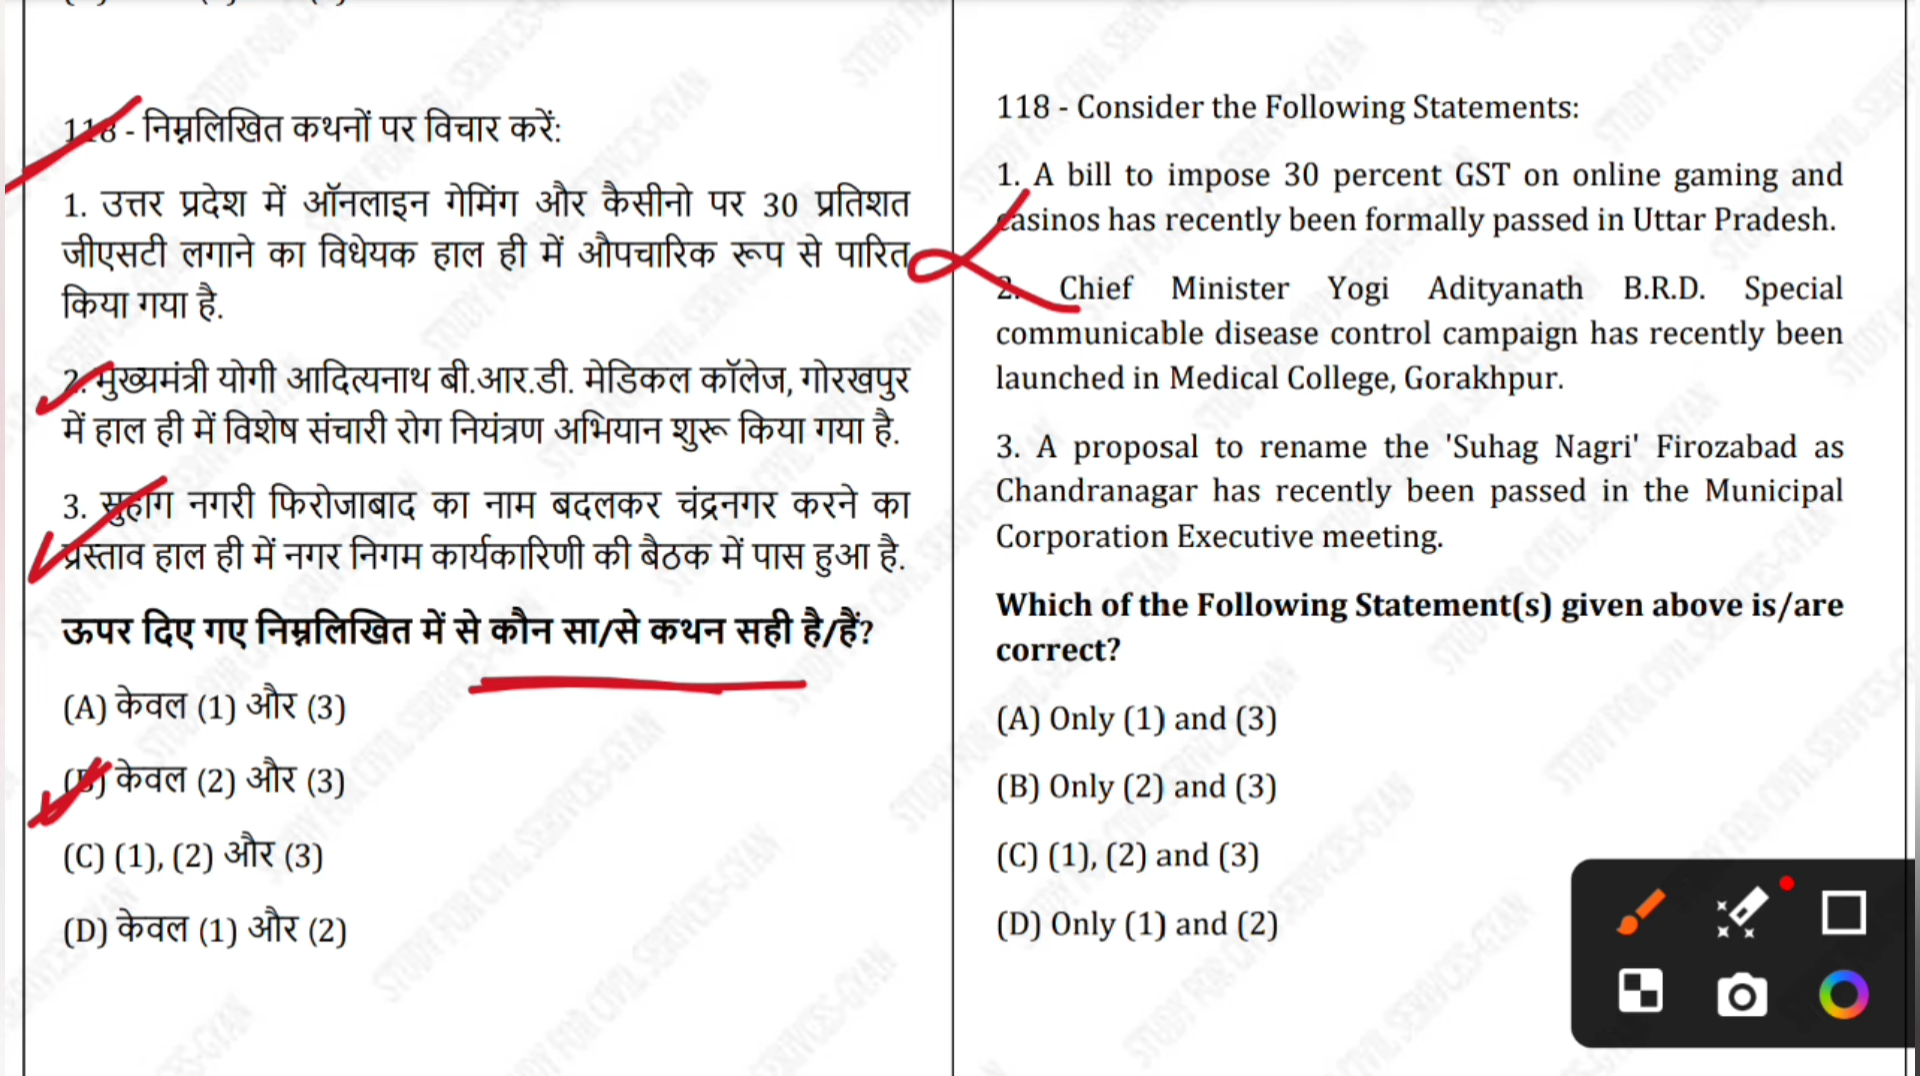 118 - निम्नलिखित कथनों पर विचार करें:
1. उत्तर प्रदेश में ऑनलाइन गेमिंग और कैसीनो पर 30 प्रतिशत
जीएसटी लगाने का विधेयक हाल ही में औपचारिक रूप से पारित
किया गया है.
2. मुख्यमंत्री योगी आदित्यनाथ बी.आर.डी. मेडिकल कॉलेज, गोरखपुर
में हाल ही में विशेष संचारी रोग नियंत्रण अभियान शुरू किया गया है.
3. सुहाग नगरी फिरोजाबाद का नाम बदलकर चंद्रनगर करने का
प्रस्ताव हाल ही में नगर निगम कार्यकारिणी की बैठक में पास हुआ है.
ऊपर दिए गए निम्नलिखित में से कौन सा/से कथन सही है/हैं?
(A) केवल (1) और (3)
(B) केवल (2) और (3)
(C) (1), (2) और (3)
(D) केवल (1) और (2)
118 - Consider the Following Statements:
1. A bill to impose 30 percent GST on online gaming and
casinos has recently been formally passed in Uttar Pradesh.
2. Chief Minister Yogi Adityanath B.R.D. Special
communicable disease control campaign has recently been
launched in Medical College, Gorakhpur.
3. A proposal to rename the 'Suhag Nagri' Firozabad as
Chandranagar has recently been passed in the Municipal
Corporation Executive meeting.
Which of the Following Statement(s) given above is/are
correct?
(A) Only (1) and (3)
(B) Only (2) and (3)
(C) (1), (2) and (3)
(D) Only (1) and (2)
STUDY FOR CIVIL SERIVCES-GYAN